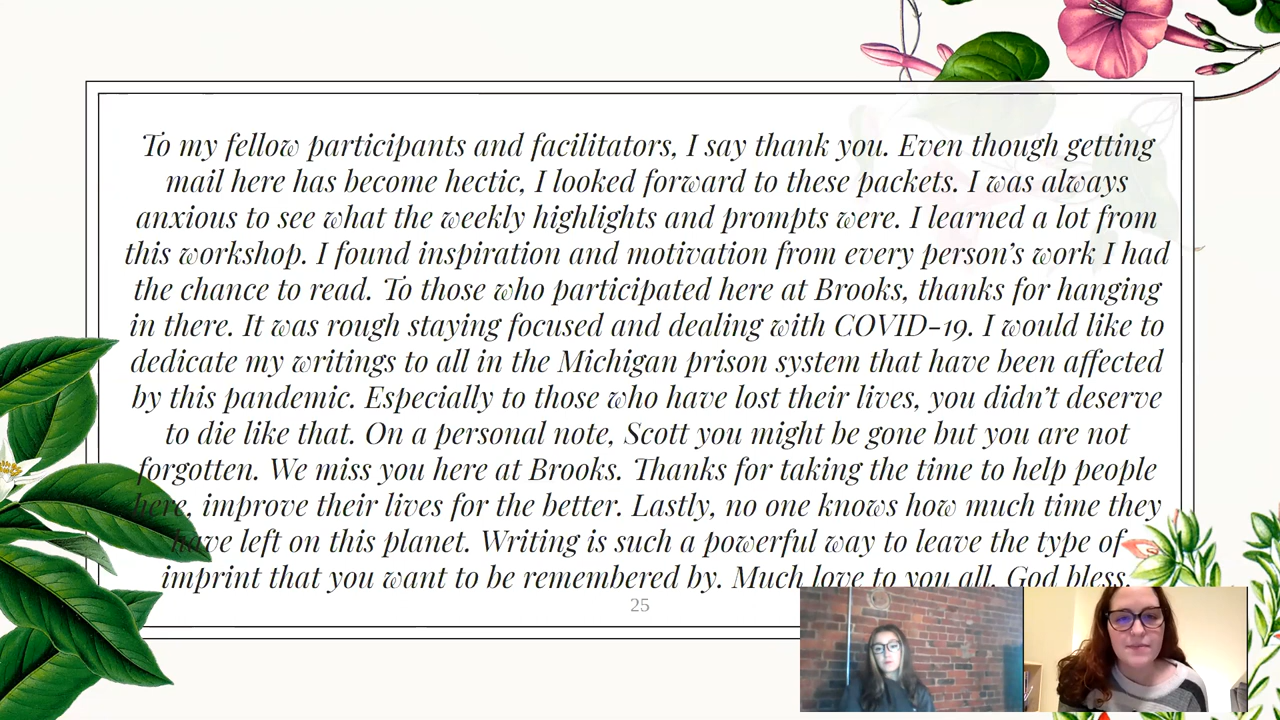 To my fellow participants and facilitators, I say thank you. Even though getting
mail here has become hectic, I looked forward to these packets. I was always
anxious to see what the weekly highlights and prompts were. I learned a lot from
this workshop. I found inspiration and motivation from every person's work I had
the chance to read. To those who participated here at Brooks, thanks for hanging
in there. It was rough staying focused and dealing with COVID-19. I would like to
dedicate my writings to all in the Michigan prison system that have been affected
by this pandemic. Especially to those who have lost their lives, you didn't deserve
to die like that. On a personal note, Scott you might be gone but you are not
forgotten. We miss you here at Brooks. Thanks for taking the time to help people
here, improve their lives for the better. Lastly, no one knows how much time they
have left on this planet. Writing is such a powerful way to leave the type of
imprint that you want to be remembered by. Much love to you all. God bless.
25